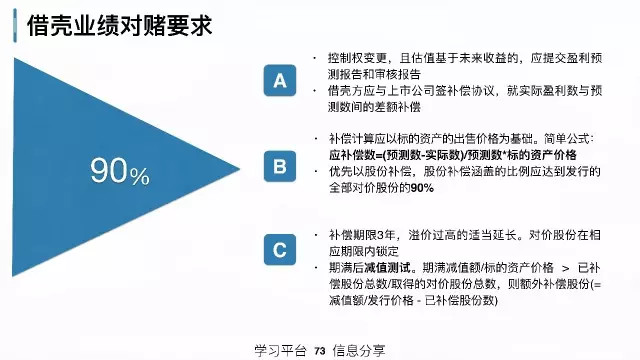 借壳业绩对赌要求
90%
A
· 控制权变更，且估值基于未来收益的，应提交盈利预
测报告和审核报告
· 借壳方应与上市公司签补偿协议，就实际盈利数与预
测数间的差额补偿
B
· 补偿计算应以标的资产的出售价格为基础。简单公式：
应补偿数=(预测数-实际数)/预测数*标的资产价格
· 优先以股份补偿，股份补偿涵盖的比例应达到发行的
全部对价股份的90%
C
· 补偿期限3年，溢价过高的适当延长。对价股份在相
应期限内锁定
· 期满后减值测试。期满减值额/标的资产价格 > 已补
偿股份总数/取得的对价股份总数，则额外补偿股份(=
减值额/发行价格 - 已补偿股份数)
学习平台 73 信息分享